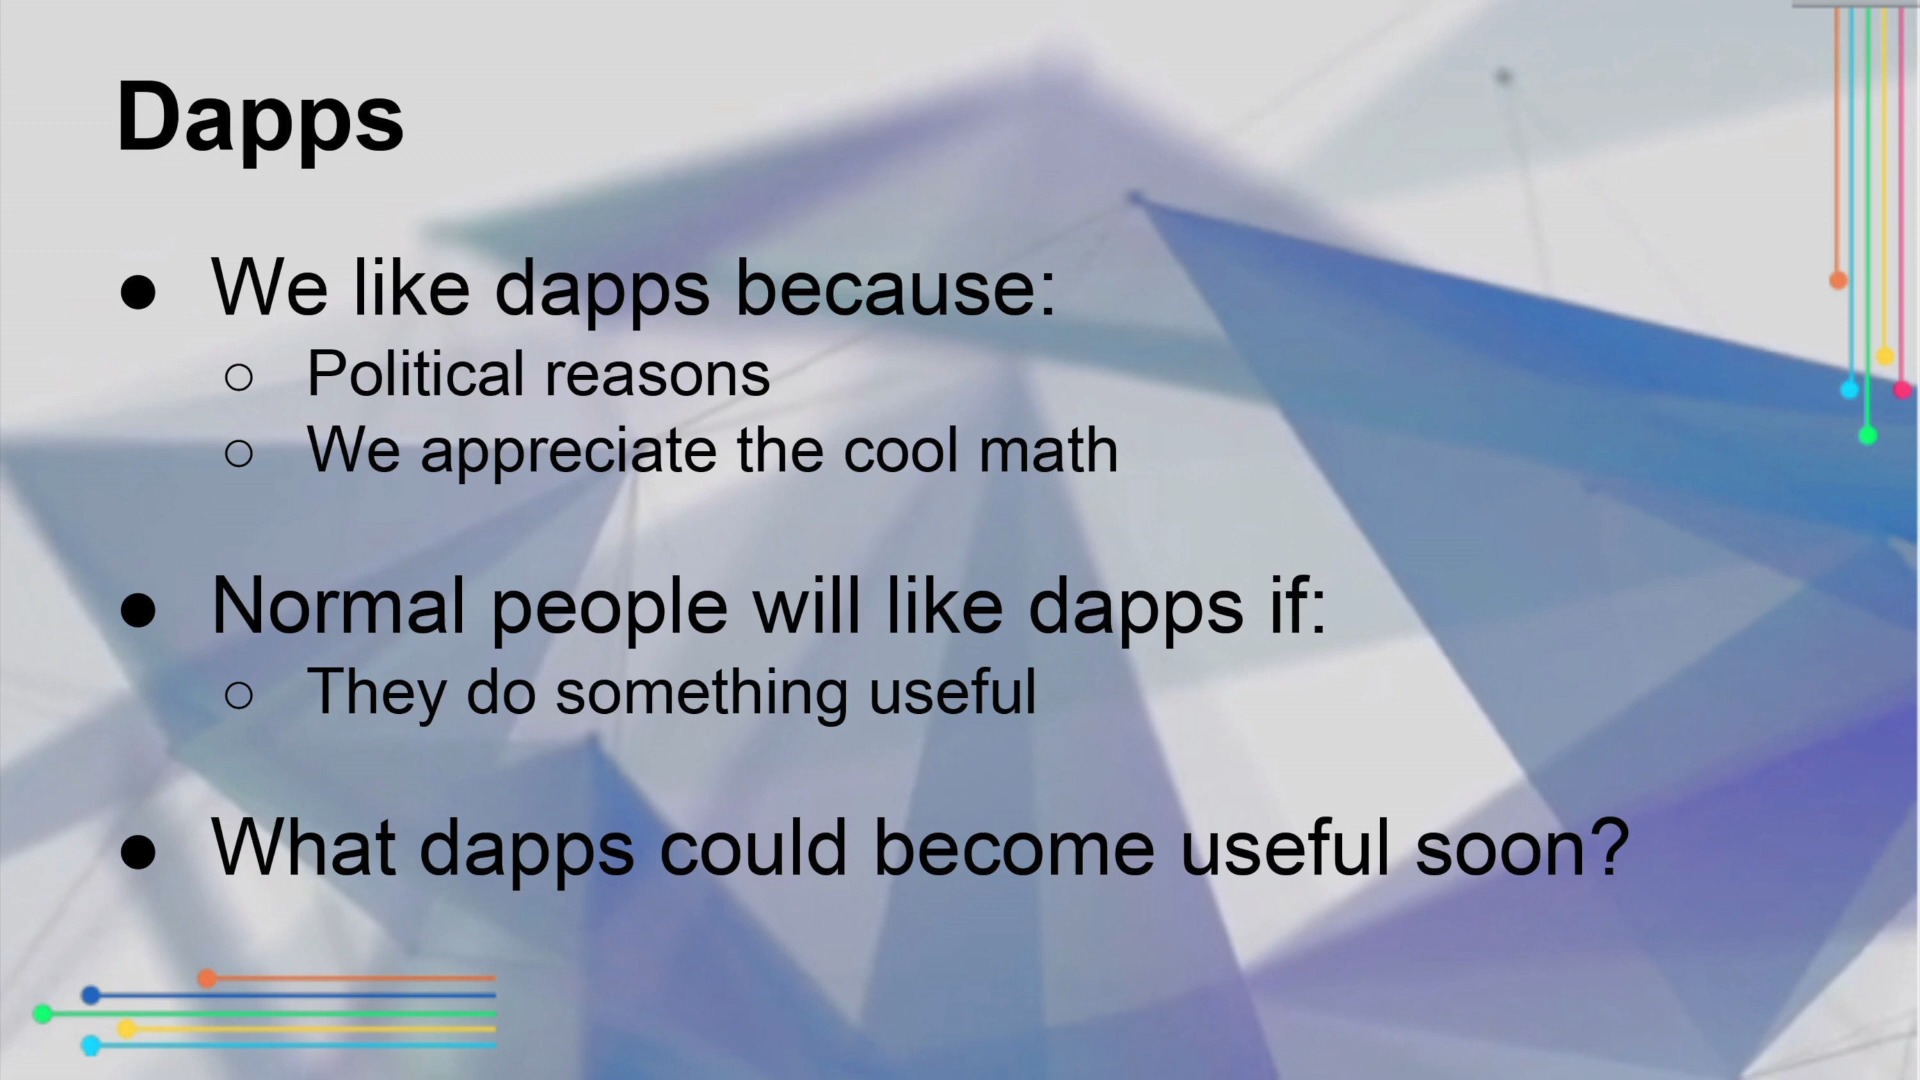 Dapps
● We like dapps because:
○ Political reasons
○ We appreciate the cool math
● Normal people will like dapps if:
○ They do something useful
● What dapps could become useful soon?